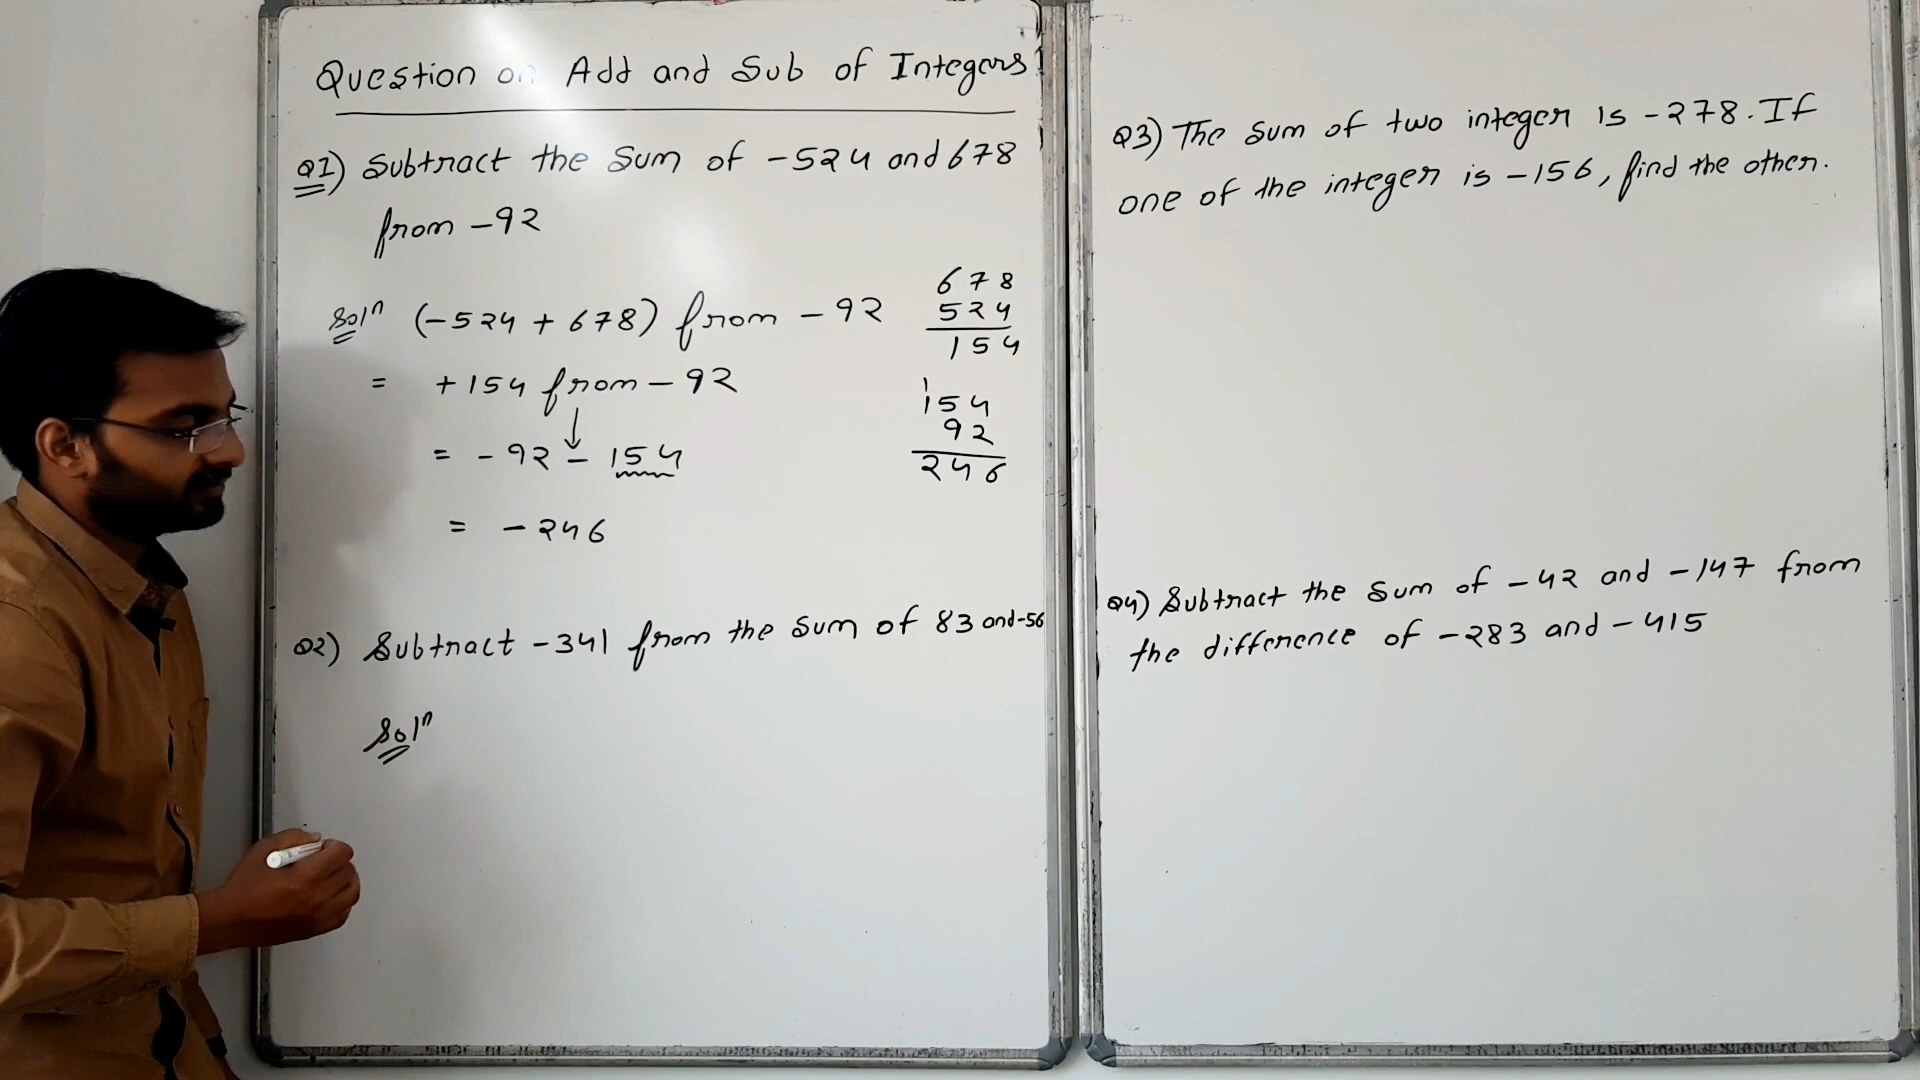 Question on Add and Sub of Integers
Q1) Subtract the Sum of -524 and 678
from -92
Solⁿ (-524 + 678) from - 92
= + 154 from - 92
= - 92 - 154
= - 246
678
524
154
1
154
92
246
Q2) Subtract -341 from the sum of 83 and -56
Solⁿ
Q3) The sum of two integer is -278. If
one of the integer is -156, find the other.
Q4) Subtract the sum of -42 and -147 from
the difference of -283 and -415